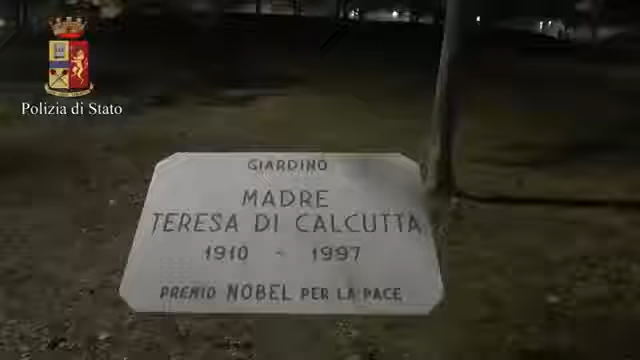 Polizia di Stato
GIARDINO
MADRE
TERESA DI CALCUTTA
1910 - 1997
PREMIO NOBEL PER LA PACE